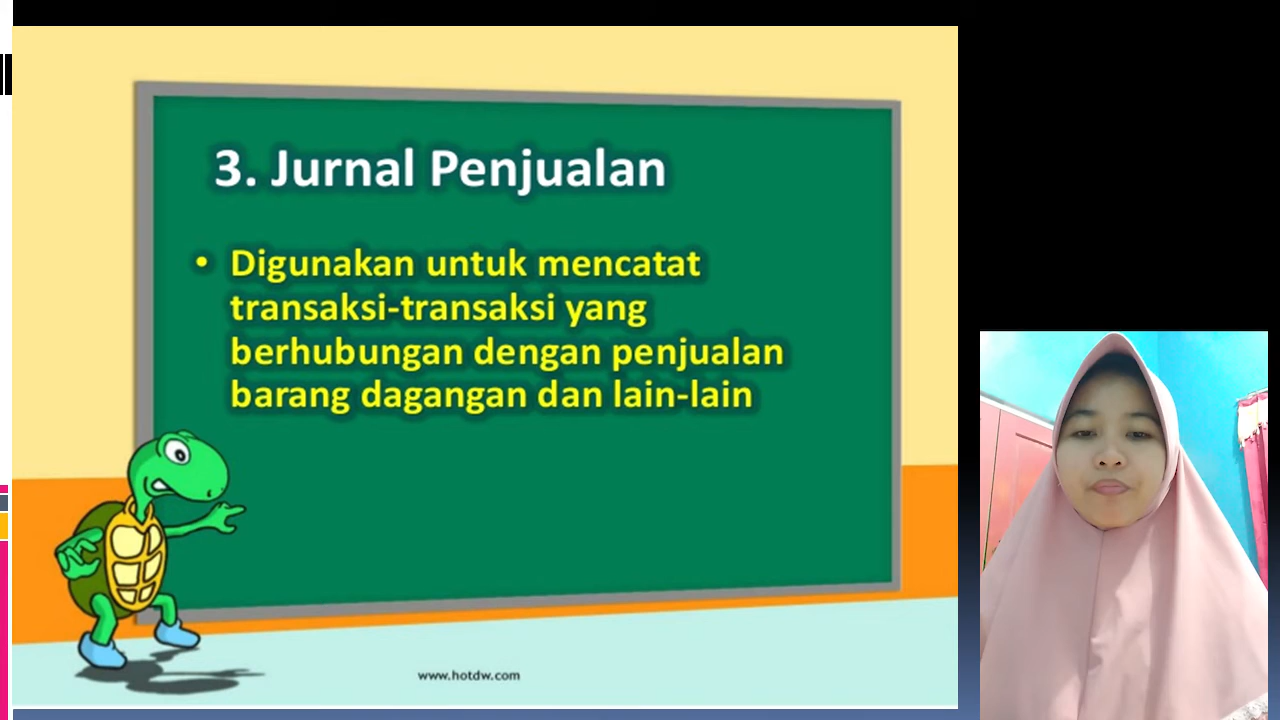 3. Jurnal Penjualan
• Digunakan untuk mencatat
transaksi-transaksi yang
berhubungan dengan penjualan
barang dagangan dan lain-lain
www.hotdw.com